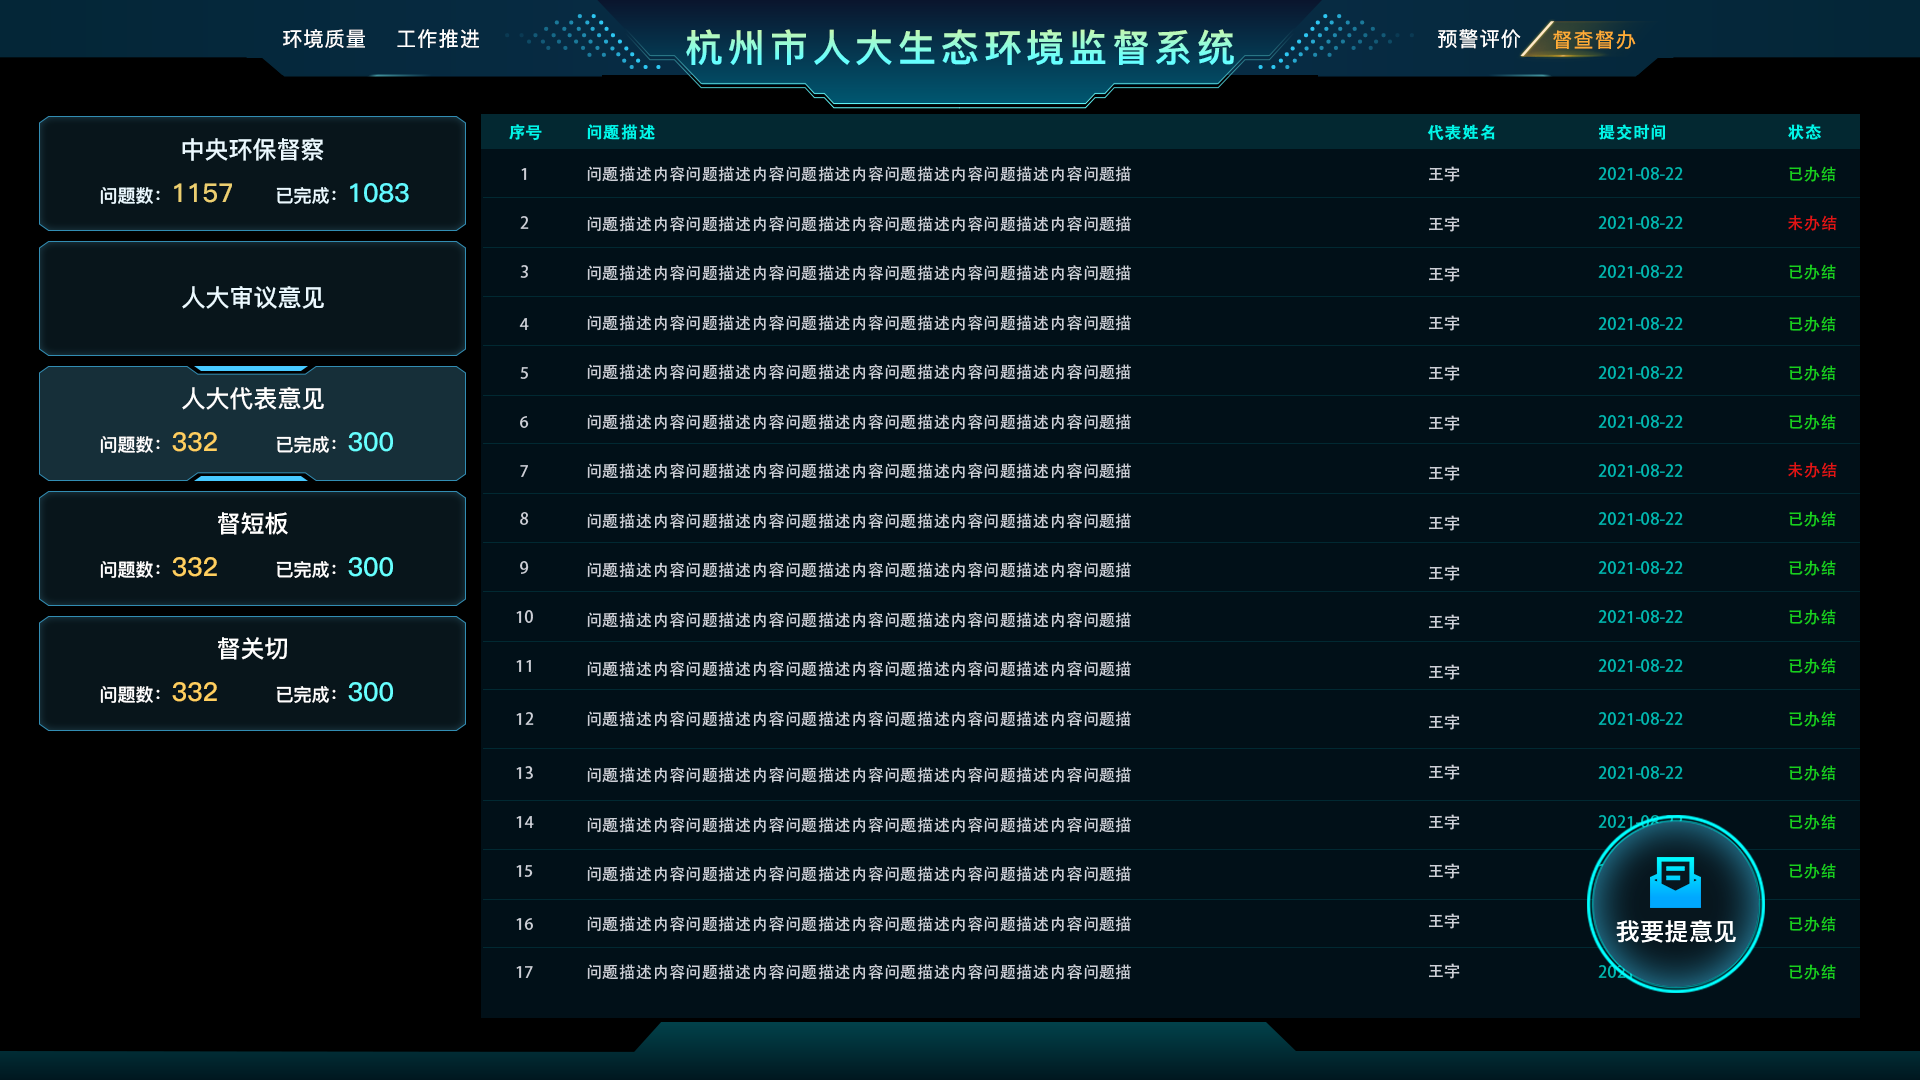 环境质量 工作推进 杭州市人大生态环境监督系统 预警评价 督查督办
中央环保督察
问题数：1157 已完成：1083
人大审议意见
人大代表意见
问题数：332 已完成：300
督短板
问题数：332 已完成：300
督关切
问题数：332 已完成：300
序号 问题描述 代表姓名 提交时间 状态
1 问题描述内容问题描述内容问题描述内容问题描述内容问题描述内容问题描 王宇 2021-08-22 已办结
2 问题描述内容问题描述内容问题描述内容问题描述内容问题描述内容问题描 王宇 2021-08-22 未办结
3 问题描述内容问题描述内容问题描述内容问题描述内容问题描述内容问题描 王宇 2021-08-22 已办结
4 问题描述内容问题描述内容问题描述内容问题描述内容问题描述内容问题描 王宇 2021-08-22 已办结
5 问题描述内容问题描述内容问题描述内容问题描述内容问题描述内容问题描 王宇 2021-08-22 已办结
6 问题描述内容问题描述内容问题描述内容问题描述内容问题描述内容问题描 王宇 2021-08-22 已办结
7 问题描述内容问题描述内容问题描述内容问题描述内容问题描述内容问题描 王宇 2021-08-22 未办结
8 问题描述内容问题描述内容问题描述内容问题描述内容问题描述内容问题描 王宇 2021-08-22 已办结
9 问题描述内容问题描述内容问题描述内容问题描述内容问题描述内容问题描 王宇 2021-08-22 已办结
10 问题描述内容问题描述内容问题描述内容问题描述内容问题描述内容问题描 王宇 2021-08-22 已办结
11 问题描述内容问题描述内容问题描述内容问题描述内容问题描述内容问题描 王宇 2021-08-22 已办结
12 问题描述内容问题描述内容问题描述内容问题描述内容问题描述内容问题描 王宇 2021-08-22 已办结
13 问题描述内容问题描述内容问题描述内容问题描述内容问题描述内容问题描 王宇 2021-08-22 已办结
14 问题描述内容问题描述内容问题描述内容问题描述内容问题描述内容问题描 王宇 已办结
15 问题描述内容问题描述内容问题描述内容问题描述内容问题描述内容问题描 王宇 已办结
16 问题描述内容问题描述内容问题描述内容问题描述内容问题描述内容问题描 王宇 已办结
17 问题描述内容问题描述内容问题描述内容问题描述内容问题描述内容问题描 王宇 已办结
我要提意见